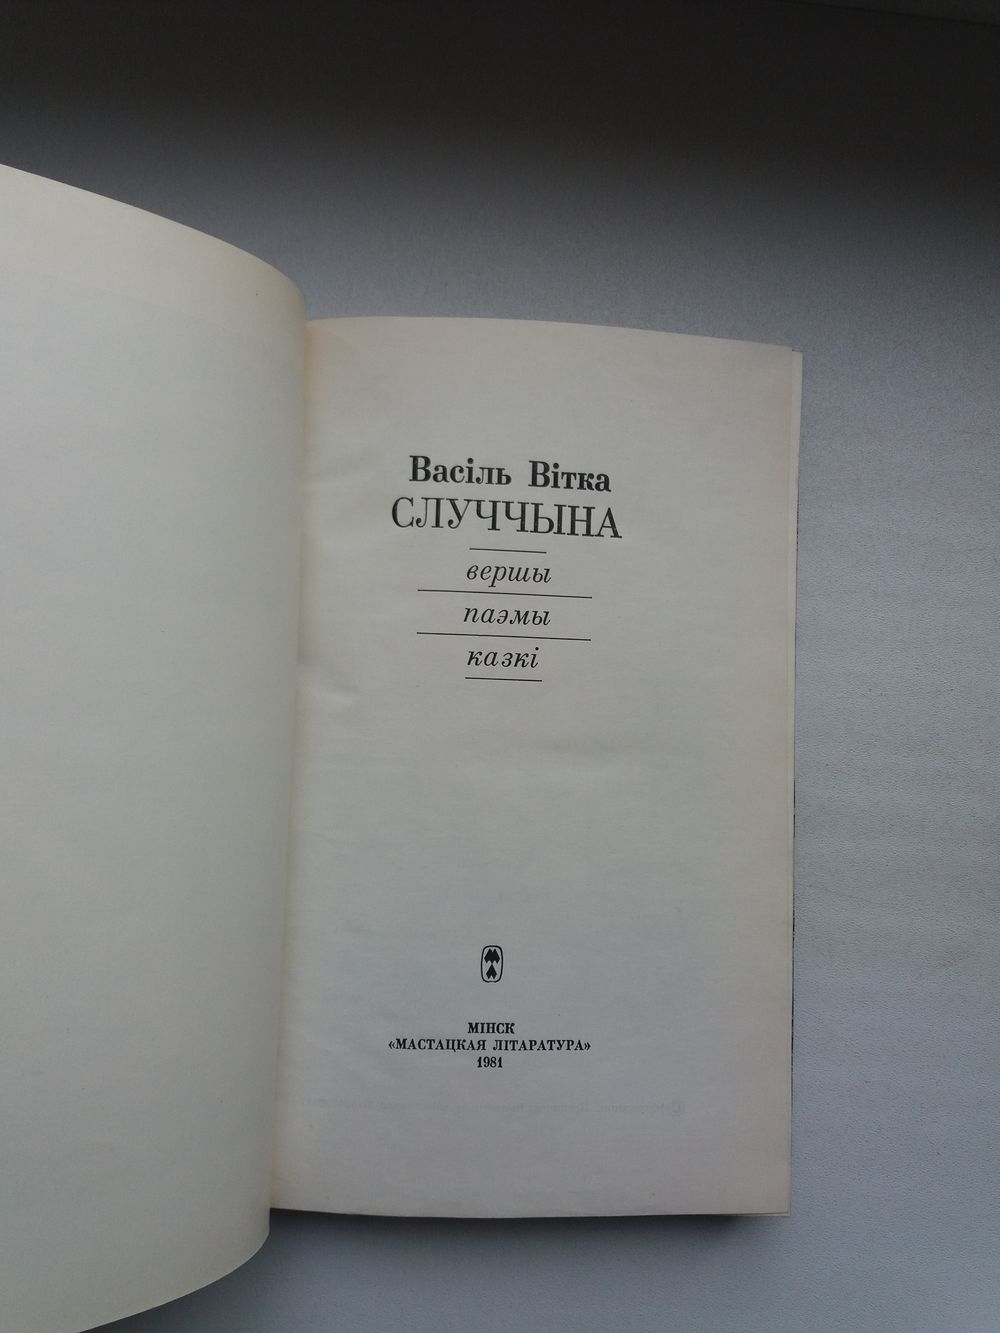 Васіль Вітка
СЛУЧЧЫНА
вершы
паэмы
казкі
МІНСК
«МАСТАЦКАЯ ЛІТАРАТУРА»
1981